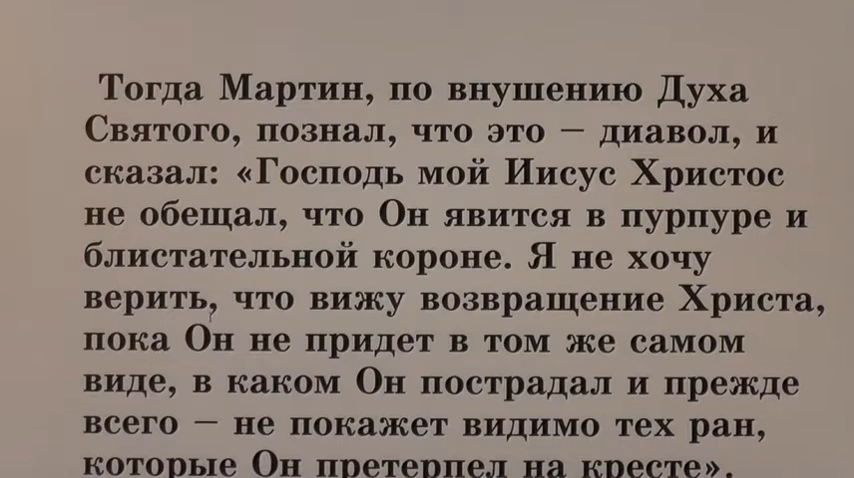 Тогда Мартин, по внушению Духа
Святого, познал, что это – диавол, и
сказал: «Господь мой Иисус Христос
не обещал, что Он явится в пурпуре и
блистательной короне. Я не хочу
верить, что вижу возвращение Христа,
пока Он не придет в том же самом
виде, в каком Он пострадал и прежде
всего – не покажет видимо тех ран,
которые Он претерпел на кресте».